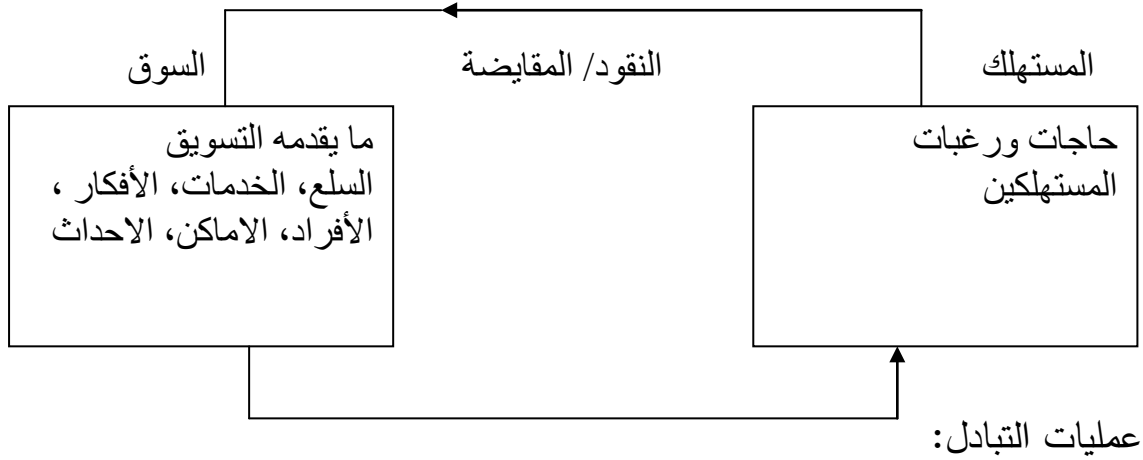 المستهلك
النقود/ المقايضة
السوق
حاجات ورغبات
المستهلكين
ما يقدمه التسويق
السلع، الخدمات، الأفكار ،
الأفراد، الاماكن، الاحداث
عمليات التبادل: